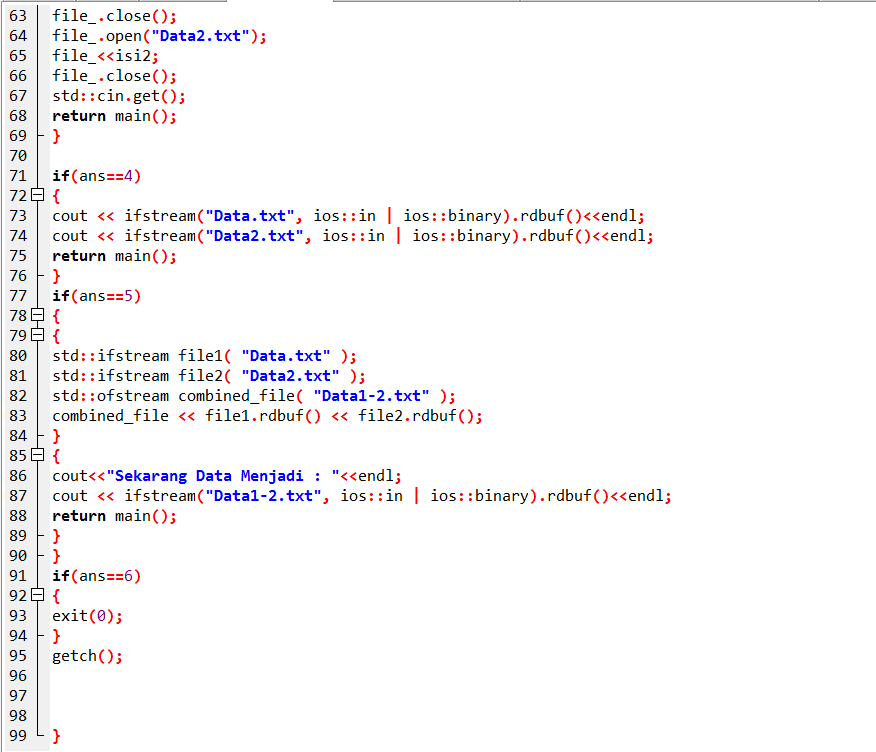 63 file_.close();
64 file_.open("Data2.txt");
65 file_<<isi2;
66 file_.close();
67 std::cin.get();
68 return main();
69 }
70
71 if(ans==4)
72 {
73 cout << ifstream("Data.txt", ios::in | ios::binary).rdbuf()<<endl;
74 cout << ifstream("Data2.txt", ios::in | ios::binary).rdbuf()<<endl;
75 return main();
76 }
77 if(ans==5)
78 {
79 {
80 std::ifstream file1( "Data.txt" );
81 std::ifstream file2( "Data2.txt" );
82 std::ofstream combined_file( "Data1-2.txt" );
83 combined_file << file1.rdbuf() << file2.rdbuf();
84 }
85 {
86 cout<<"Sekarang Data Menjadi : "<<endl;
87 cout << ifstream("Data1-2.txt", ios::in | ios::binary).rdbuf()<<endl;
88 return main();
89 }
90 }
91 if(ans==6)
92 {
93 exit(0);
94 }
95 getch();
96
97
98
99 }